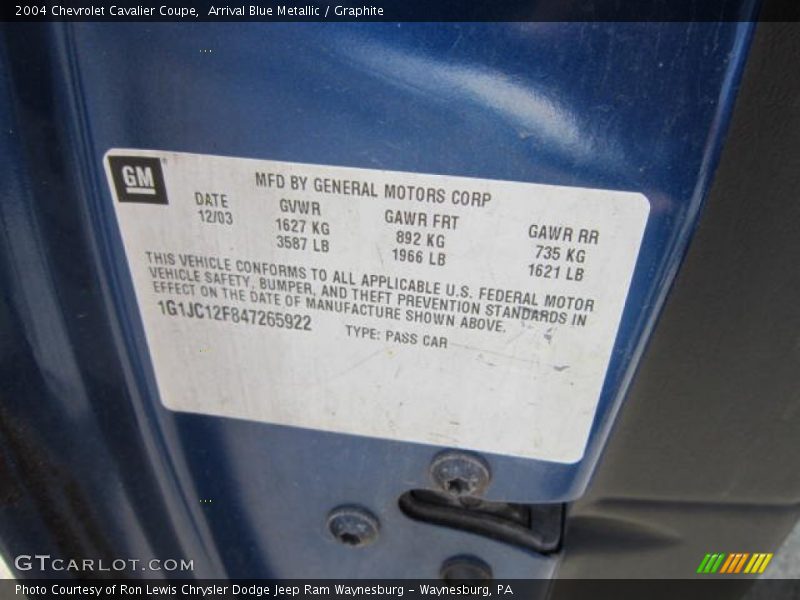 2004 Chevrolet Cavalier Coupe,  Arrival Blue Metallic / Graphite
GM
MFD BY GENERAL MOTORS CORP
DATE GVWR GAWR FRT GAWR RR
12/03 1627 KG 892 KG 735 KG
3587 LB 1966 LB 1621 LB
THIS VEHICLE CONFORMS TO ALL APPLICABLE U.S. FEDERAL MOTOR
VEHICLE SAFETY, BUMPER, AND THEFT PREVENTION STANDARDS IN
EFFECT ON THE DATE OF MANUFACTURE SHOWN ABOVE.
1G1JC12F847265922 TYPE: PASS CAR
GTCARLOT.COM
Photo Courtesy of Ron Lewis Chrysler Dodge Jeep Ram Waynesburg - Waynesburg, PA